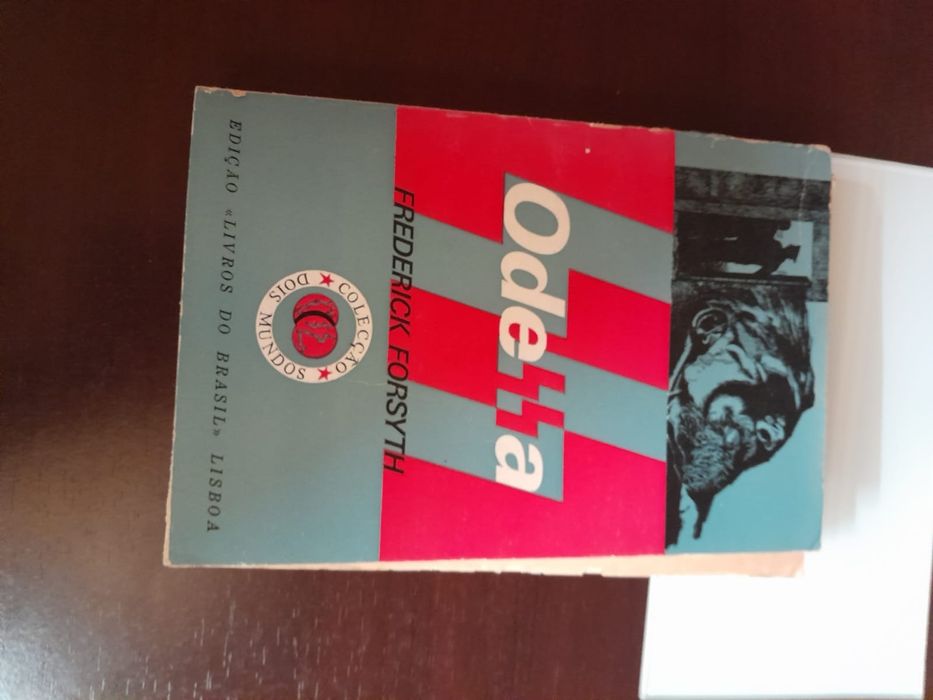 Odessa
FREDERICK FORSYTH
COLECÇÃO
DOIS MUNDOS
EDIÇÃO «LIVROS DO BRASIL» LISBOA